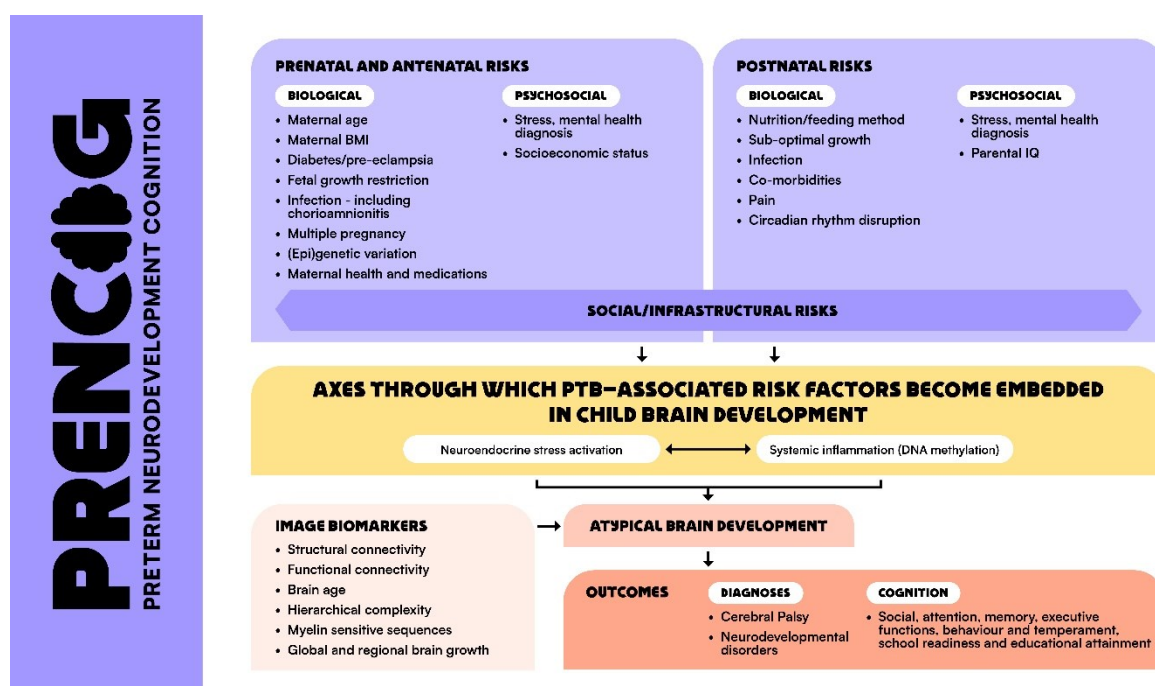 PRENCOG
PRETERM NEURODEVELOPMENT COGNITION
PRENATAL AND ANTENATAL RISKS
BIOLOGICAL
• Maternal age
• Maternal BMI
• Diabetes/pre-eclampsia
• Fetal growth restriction
• Infection - including
chorioamnionitis
• Multiple pregnancy
• (Epi)genetic variation
• Maternal health and medications
PSYCHOSOCIAL
• Stress, mental health
diagnosis
• Socioeconomic status
POSTNATAL RISKS
BIOLOGICAL
• Nutrition/feeding method
• Sub-optimal growth
• Infection
• Co-morbidities
• Pain
• Circadian rhythm disruption
PSYCHOSOCIAL
• Stress, mental health
diagnosis
• Parental IQ
SOCIAL/INFRASTRUCTURAL RISKS
AXES THROUGH WHICH PTB-ASSOCIATED RISK FACTORS BECOME EMBEDDED
IN CHILD BRAIN DEVELOPMENT
Neuroendocrine stress activation
Systemic inflammation (DNA methylation)
IMAGE BIOMARKERS
• Structural connectivity
• Functional connectivity
• Brain age
• Hierarchical complexity
• Myelin sensitive sequences
• Global and regional brain growth
ATYPICAL BRAIN DEVELOPMENT
OUTCOMES
DIAGNOSES
• Cerebral Palsy
• Neurodevelopmental
disorders
COGNITION
• Social, attention, memory, executive
functions, behaviour and temperament,
school readiness and educational attainment